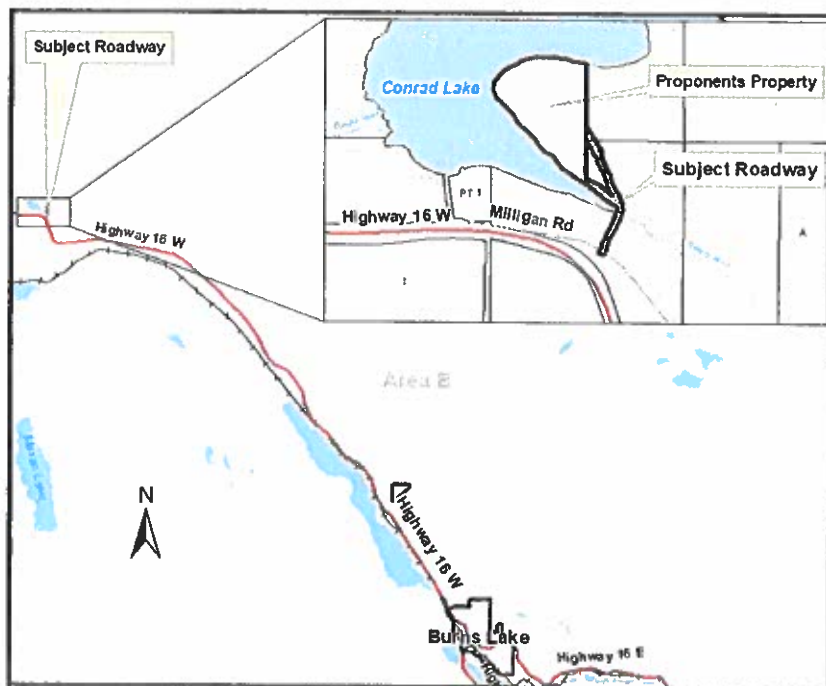 Subject Roadway
Conrad Lake
Proponents Property
Subject Roadway
PT 1
Highway 16 W
Milligan Rd
A
Highway 16 W
Area B
N
Highway 16 W
Burns Lake
Highway 16 E